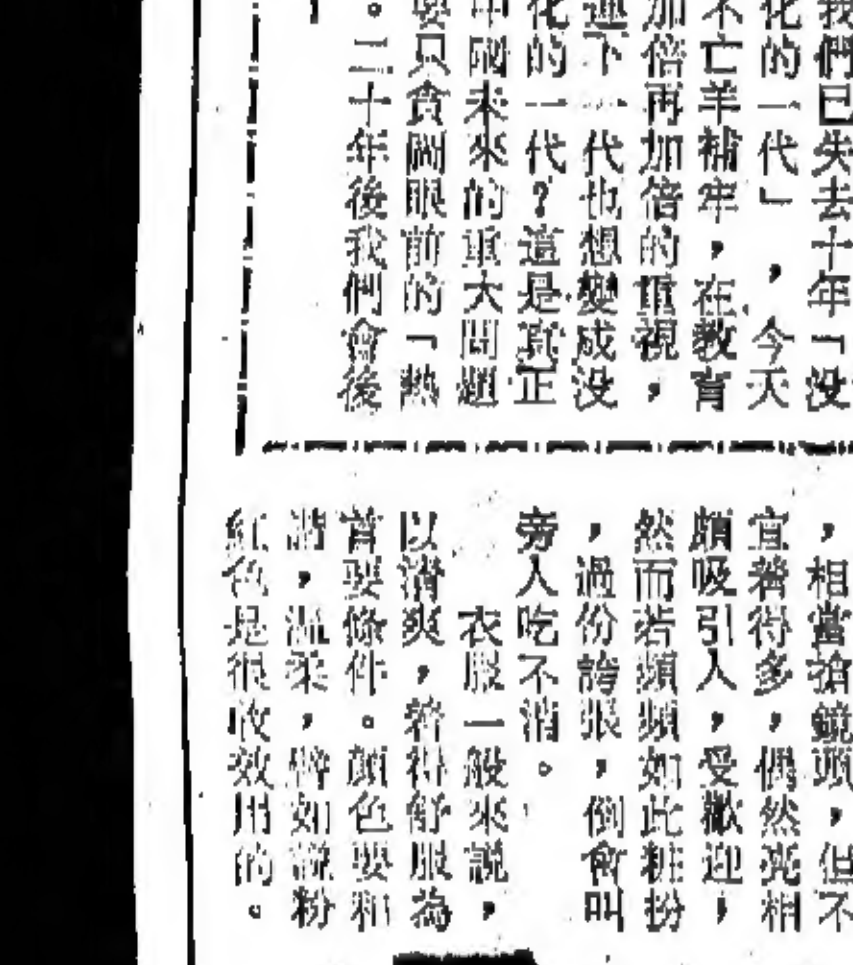 我們已失去十年「没
化的一代」，今天
不亡羊補牢，在教育
加倍再加倍的重視，
連下一代也想變成没
化的一代？這是真正
中國未來的重大問題
要只貪圖眼前的「熱
。二十年後我們會後
，相當搶鏡頭，但不
宜著得多，偶然亮相
頗吸引人，受歡迎，
然而若頻頻如此粧扮
，過份誇張，倒會叫
旁人吃不消。
衣服一般來説，
以清爽，著得舒服為
首要條件。顏色要和
諧，溫柔，譬如說粉
紅色是很收效用的。